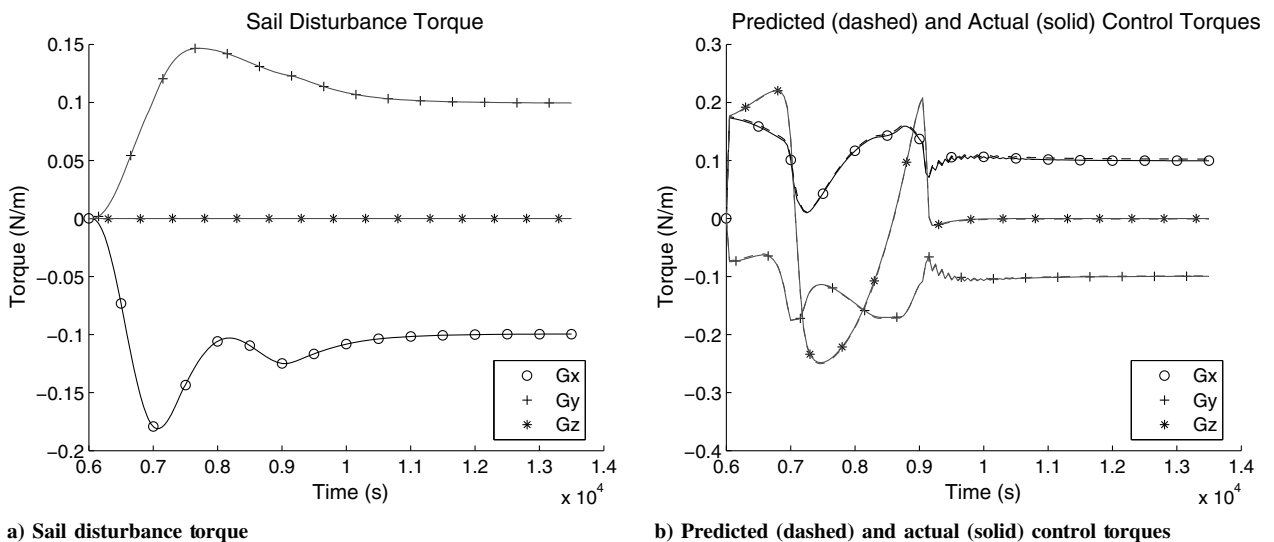 Sail Disturbance Torque
0.15
0.1
0.05
0
−0.05
−0.1
−0.15
−0.2
Torque (N/m)
0.6 0.7 0.8 0.9 1 1.1 1.2 1.3 1.4
Time (s)
x 10^4
Gx
Gy
Gz
a) Sail disturbance torque
Predicted (dashed) and Actual (solid) Control Torques
0.3
0.2
0.1
0
−0.1
−0.2
−0.3
−0.4
Torque (N/m)
0.6 0.7 0.8 0.9 1 1.1 1.2 1.3 1.4
Time (s)
x 10^4
Gx
Gy
Gz
b) Predicted (dashed) and actual (solid) control torques